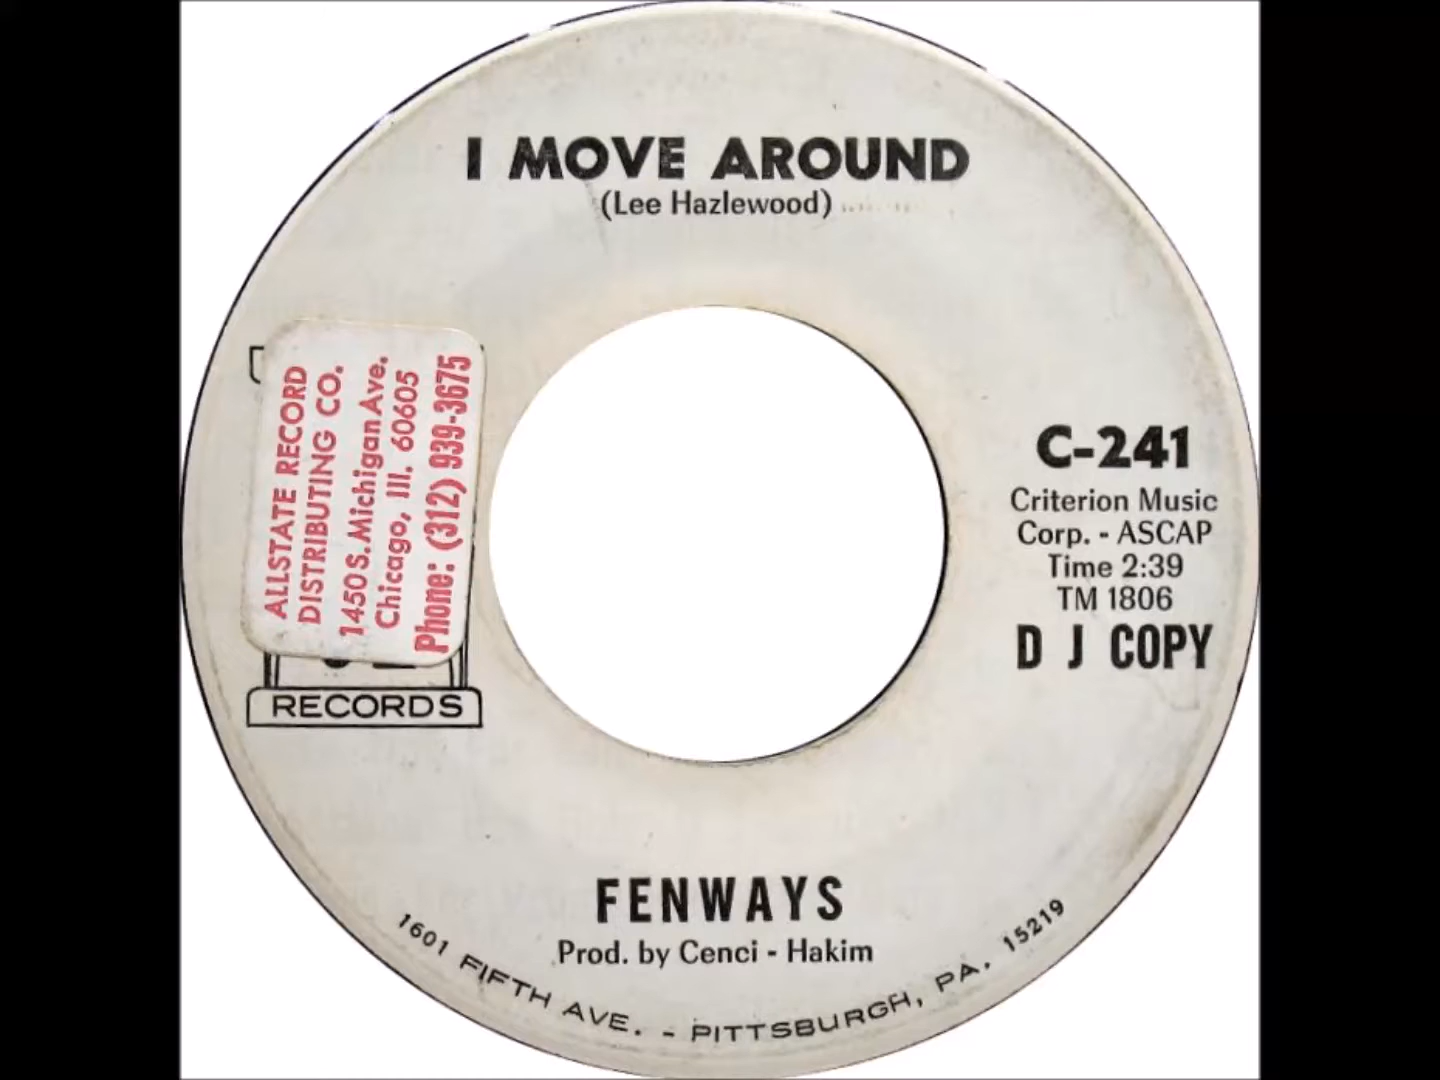 I MOVE AROUND
(Lee Hazlewood)
ALLSTATE RECORD
DISTRIBUTING CO.
1450 S. Michigan Ave.
Chicago, Ill. 60605
Phone: (312) 939-3675
RECORDS
C-241
Criterion Music
Corp. - ASCAP
Time 2:39
TM 1806
D J COPY
FENWAYS
Prod. by Cenci - Hakim
1601 FIFTH AVE. - PITTSBURGH, PA. 15219